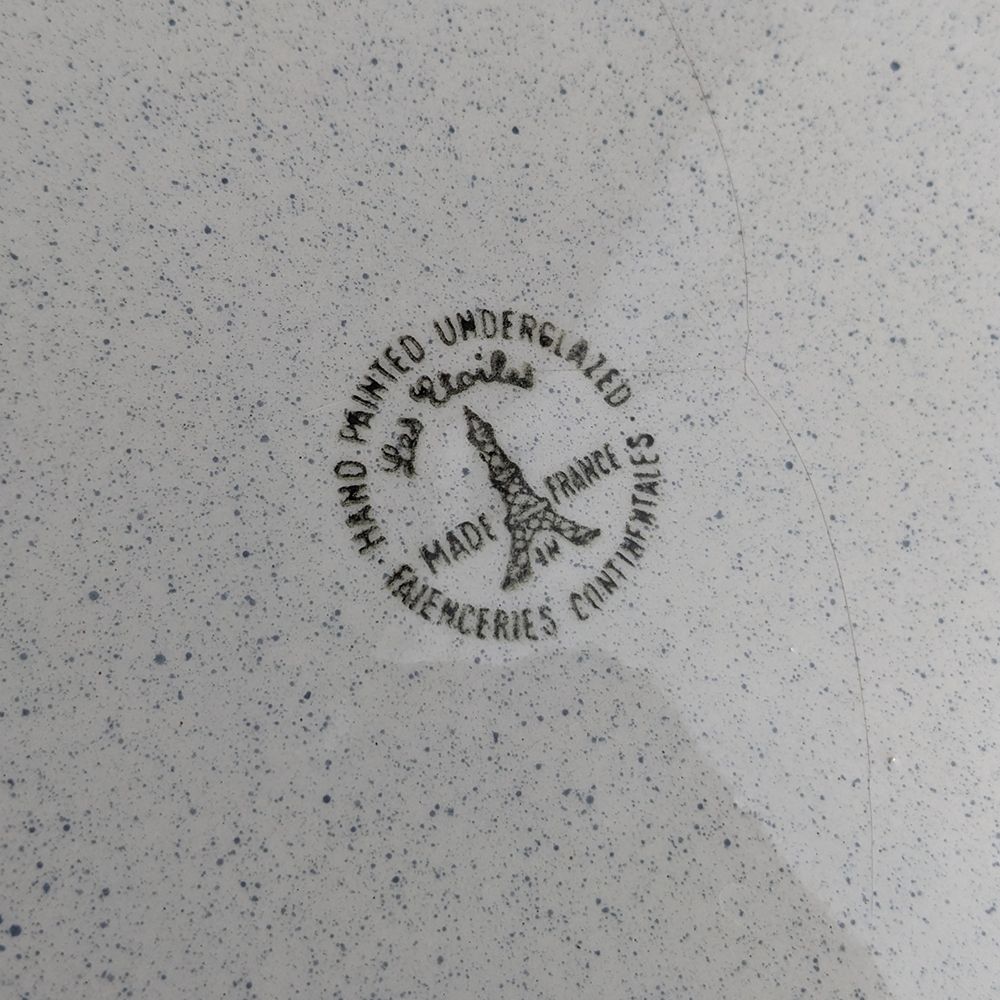 HAND PAINTED UNDERGLAZED
Les Etoiles
MADE IN FRANCE
FAIENCERIES CONTINENTALES